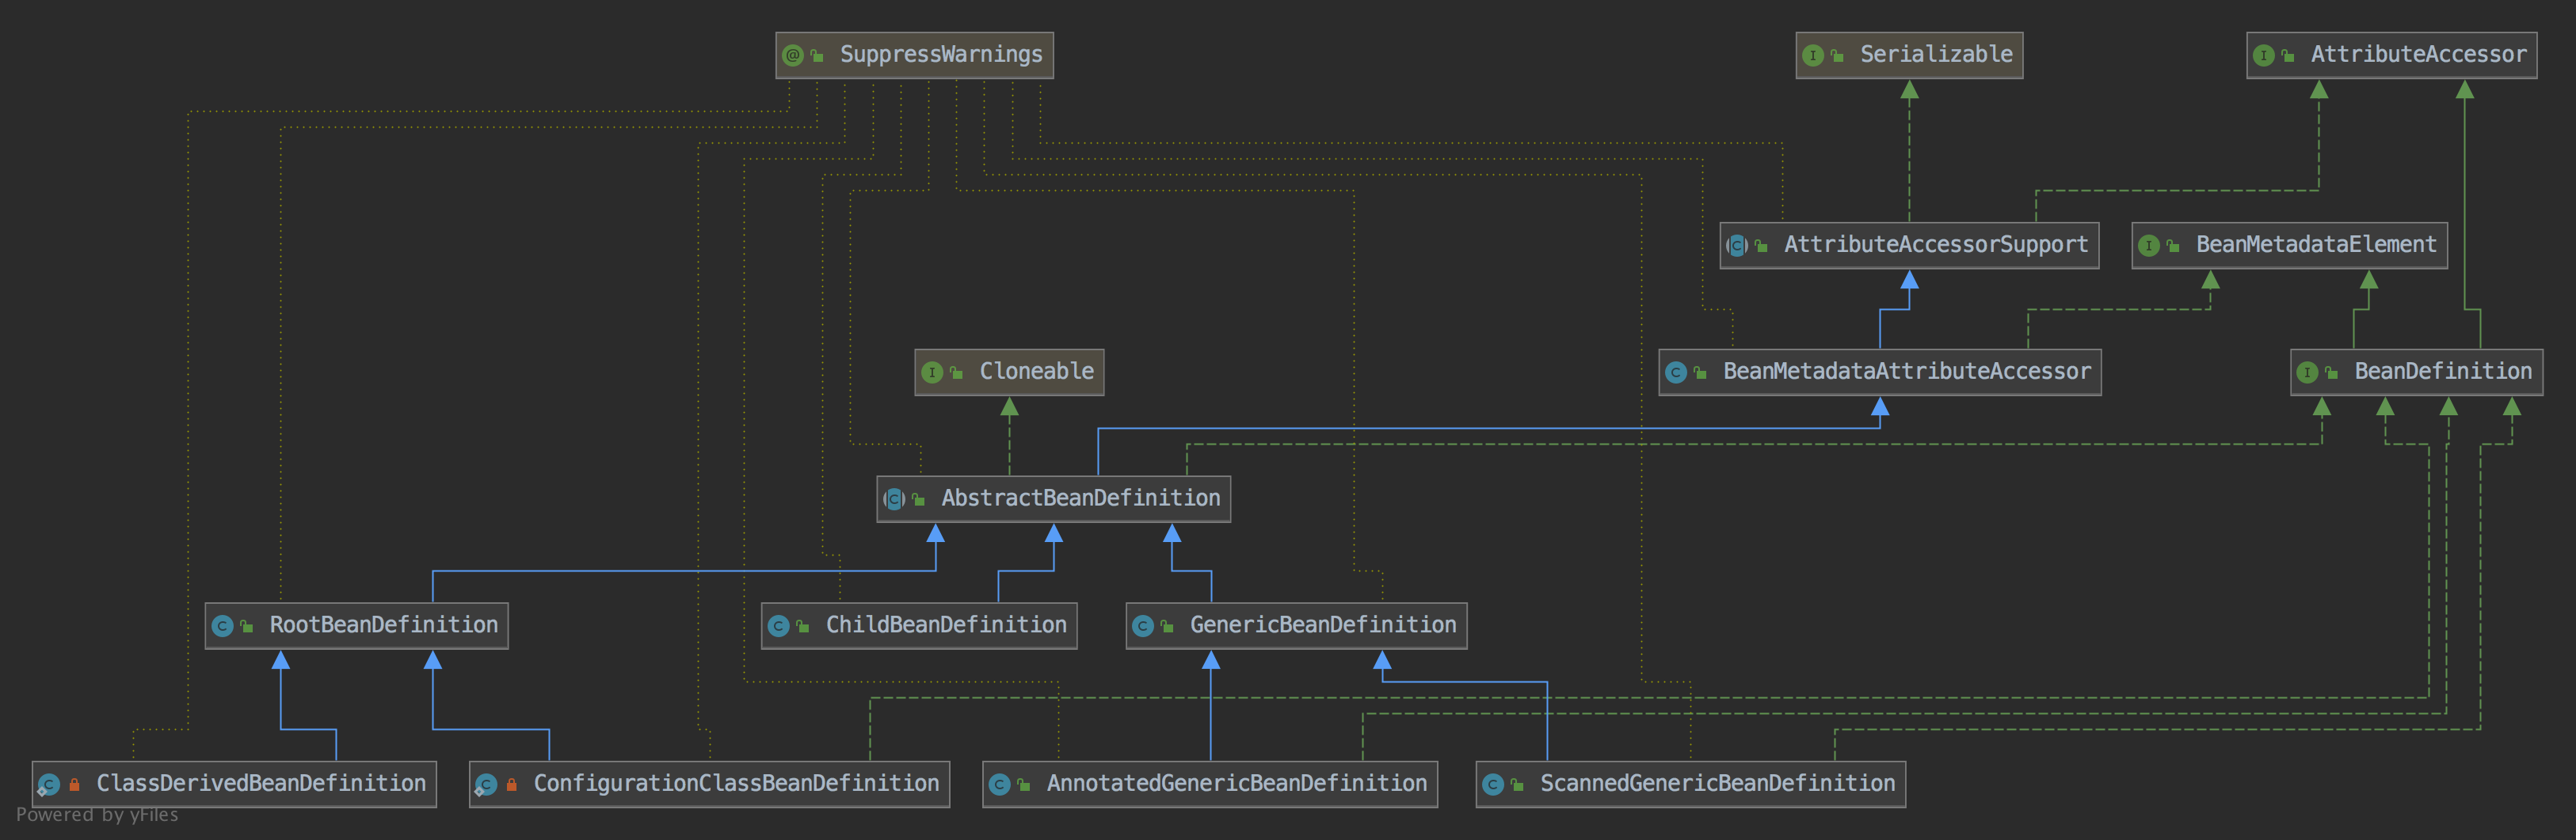 SuppressWarnings
Serializable
AttributeAccessor
AttributeAccessorSupport
BeanMetadataElement
Cloneable
BeanMetadataAttributeAccessor
BeanDefinition
AbstractBeanDefinition
RootBeanDefinition
ChildBeanDefinition
GenericBeanDefinition
ClassDerivedBeanDefinition
ConfigurationClassBeanDefinition
AnnotatedGenericBeanDefinition
ScannedGenericBeanDefinition
Powered by yFiles